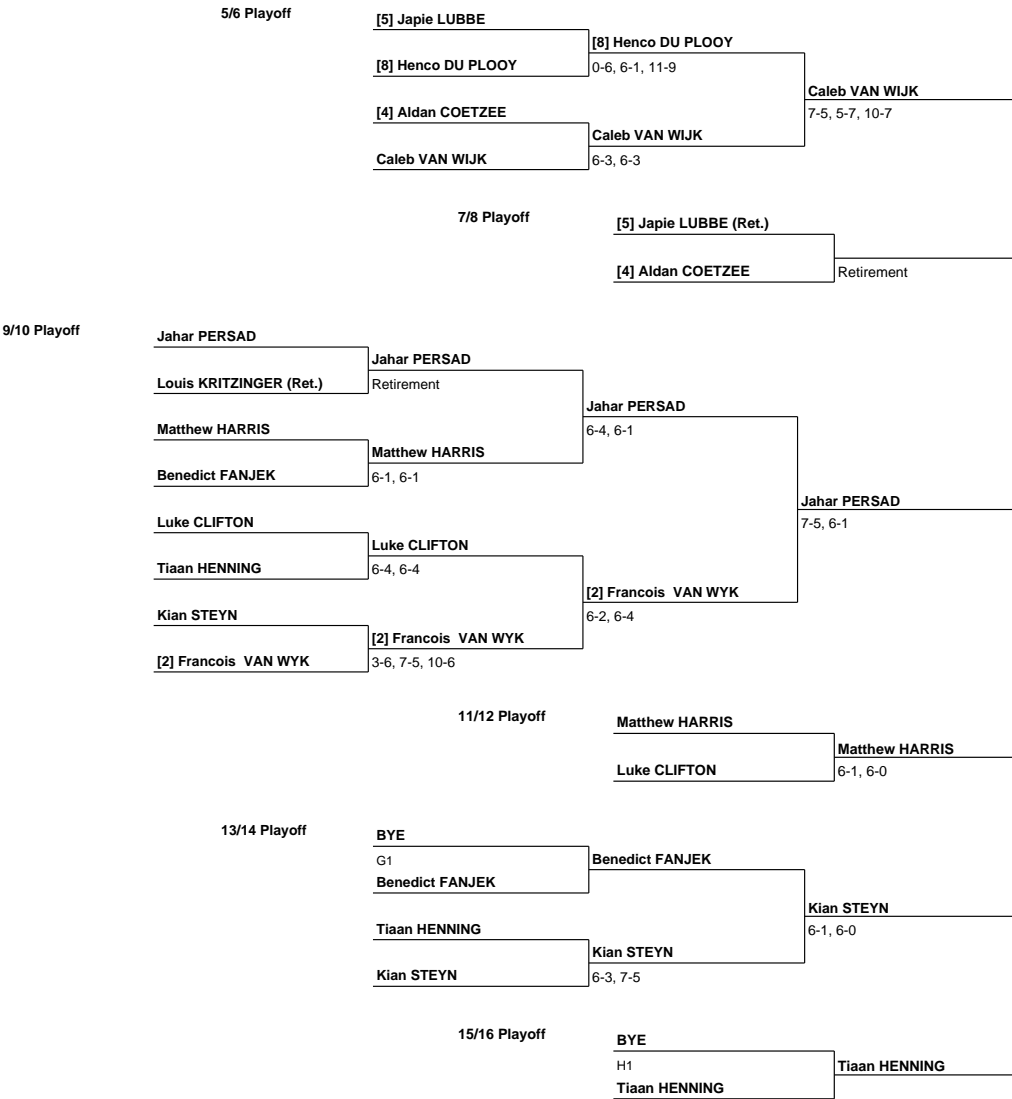 5/6 Playoff
[5] Japie LUBBE
[8] Henco DU PLOOY
[8] Henco DU PLOOY
0-6, 6-1, 11-9
Caleb VAN WIJK
7-5, 5-7, 10-7
[4] Aldan COETZEE
Caleb VAN WIJK
Caleb VAN WIJK
6-3, 6-3
7/8 Playoff
[5] Japie LUBBE (Ret.)
[4] Aldan COETZEE
Retirement
9/10 Playoff
Jahar PERSAD
Jahar PERSAD
Louis KRITZINGER (Ret.)
Retirement
Jahar PERSAD
6-4, 6-1
Matthew HARRIS
Matthew HARRIS
Benedict FANJEK
6-1, 6-1
Jahar PERSAD
7-5, 6-1
Luke CLIFTON
Luke CLIFTON
Tiaan HENNING
6-4, 6-4
[2] Francois  VAN WYK
6-2, 6-4
Kian STEYN
[2] Francois  VAN WYK
[2] Francois  VAN WYK
3-6, 7-5, 10-6
11/12 Playoff
Matthew HARRIS
Matthew HARRIS
Luke CLIFTON
6-1, 6-0
13/14 Playoff
BYE
G1
Benedict FANJEK
Benedict FANJEK
Kian STEYN
6-1, 6-0
Tiaan HENNING
Kian STEYN
Kian STEYN
6-3, 7-5
15/16 Playoff
BYE
H1
Tiaan HENNING
Tiaan HENNING